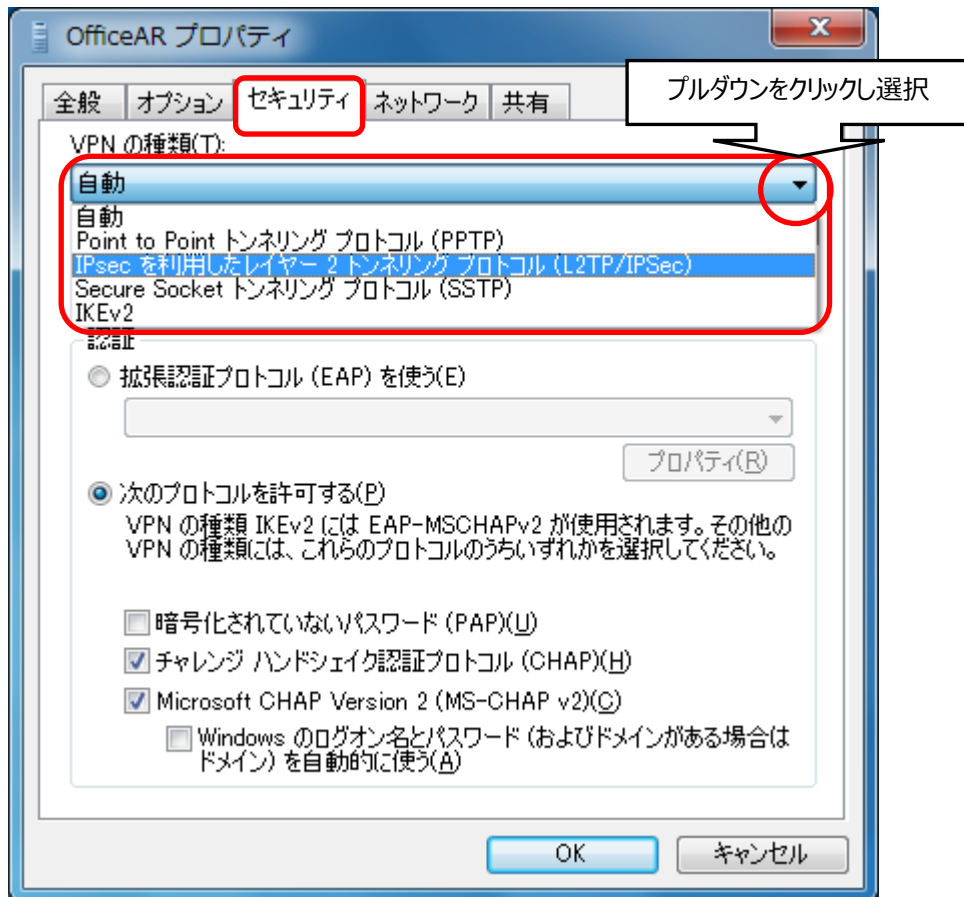 OfficeAR プロパティ
プルダウンをクリックし選択
全般 オプション セキュリティ ネットワーク 共有
VPN の種類(T):
自動
自動
Point to Point トンネリング プロトコル (PPTP)
IPsec を利用したレイヤー 2 トンネリング プロトコル (L2TP/IPSec)
Secure Socket トンネリング プロトコル (SSTP)
IKEv2
認証
拡張認証プロトコル (EAP) を使う(E)
プロパティ(R)
次のプロトコルを許可する(P)
VPN の種類 IKEv2 には EAP-MSCHAPv2 が使用されます。その他の
VPN の種類には、これらのプロトコルのうちいずれかを選択してください。
暗号化されていないパスワード (PAP)(U)
チャレンジ ハンドシェイク認証プロトコル (CHAP)(H)
Microsoft CHAP Version 2 (MS-CHAP v2)(C)
Windows のログオン名とパスワード (およびドメインがある場合は
ドメイン) を自動的に使う(A)
OK キャンセル